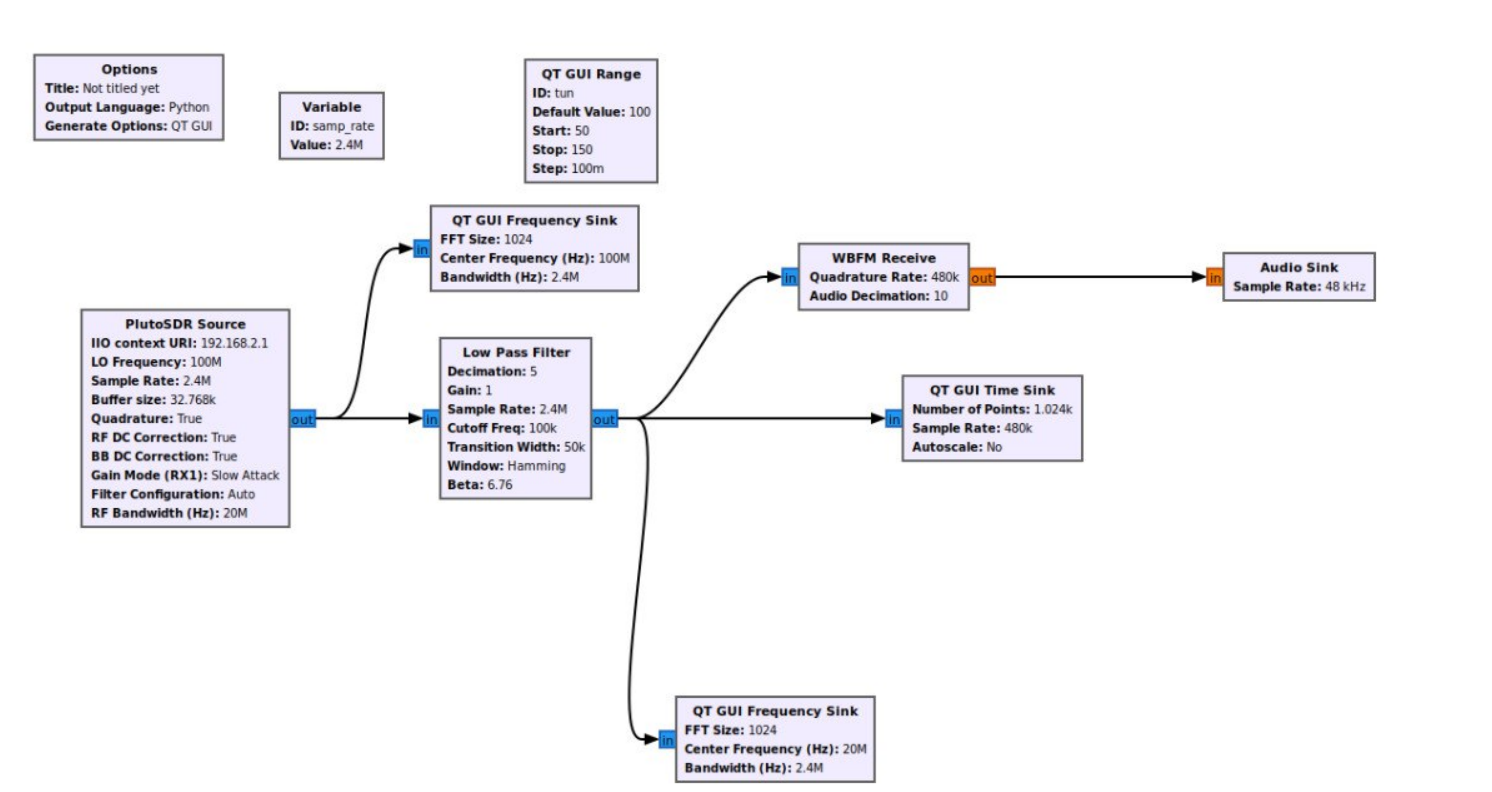 Options
Title: Not titled yet
Output Language: Python
Generate Options: QT GUI
Variable
ID: samp_rate
Value: 2.4M
QT GUI Range
ID: tun
Default Value: 100
Start: 50
Stop: 150
Step: 100m
QT GUI Frequency Sink
FFT Size: 1024
Center Frequency (Hz): 100M
Bandwidth (Hz): 2.4M
in
PlutoSDR Source
IIO context URI: 192.168.2.1
LO Frequency: 100M
Sample Rate: 2.4M
Buffer size: 32.768k
Quadrature: True
RF DC Correction: True
BB DC Correction: True
Gain Mode (RX1): Slow Attack
Filter Configuration: Auto
RF Bandwidth (Hz): 20M
out
in
Low Pass Filter
Decimation: 5
Gain: 1
Sample Rate: 2.4M
Cutoff Freq: 100k
Transition Width: 50k
Window: Hamming
Beta: 6.76
out
in
WBFM Receive
Quadrature Rate: 480k
Audio Decimation: 10
out
in
Audio Sink
Sample Rate: 48 kHz
in
QT GUI Time Sink
Number of Points: 1.024k
Sample Rate: 480k
Autoscale: No
in
QT GUI Frequency Sink
FFT Size: 1024
Center Frequency (Hz): 20M
Bandwidth (Hz): 2.4M